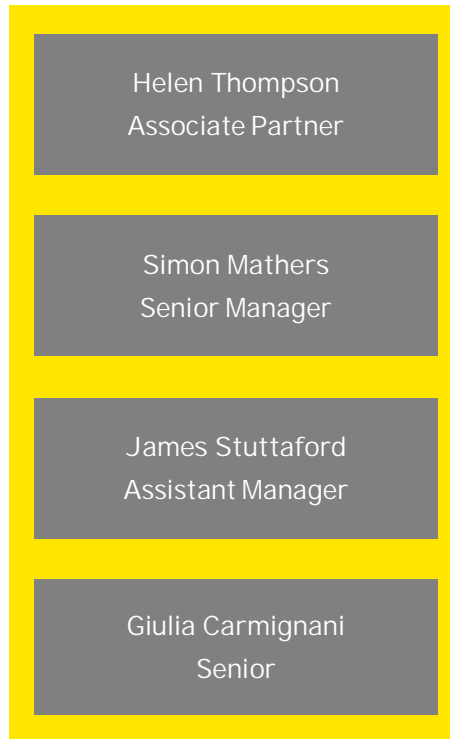 Helen Thompson
Associate Partner
Simon Mathers
Senior Manager
James Stuttaford
Assistant Manager
Giulia Carmignani
Senior